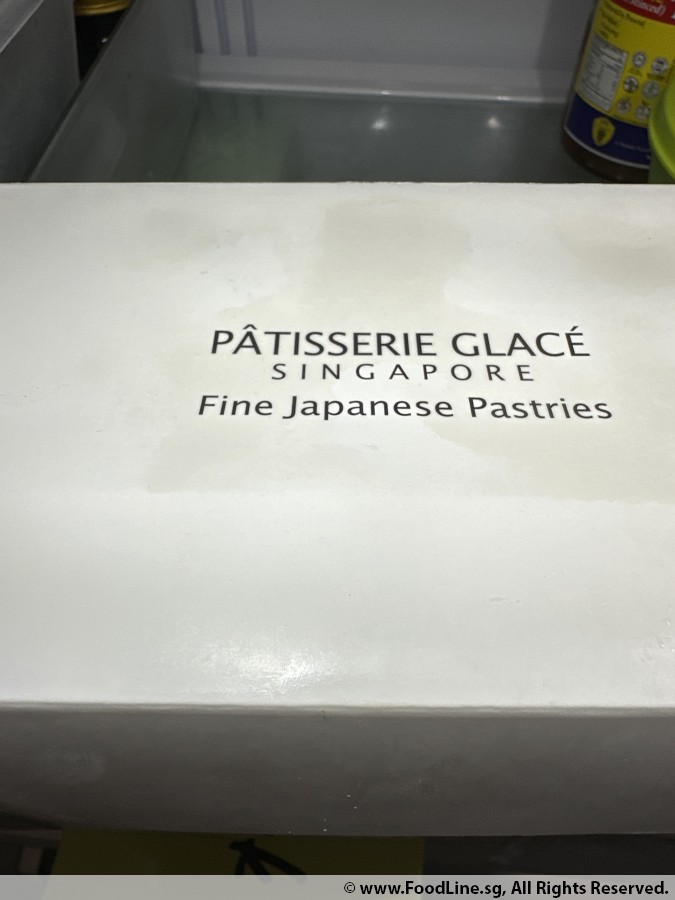 PÂTISSERIE GLACÉ
SINGAPORE
Fine Japanese Pastries
© www.FoodLine.sg, All Rights Reserved.